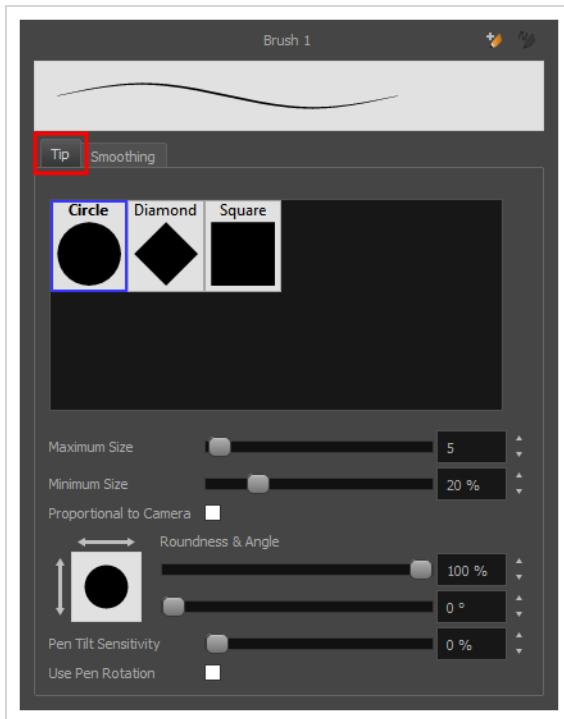 Brush 1
Tip Smoothing
Circle Diamond Square
Maximum Size 5
Minimum Size 20 %
Proportional to Camera
Roundness & Angle
100 %
0 °
Pen Tilt Sensitivity 0 %
Use Pen Rotation